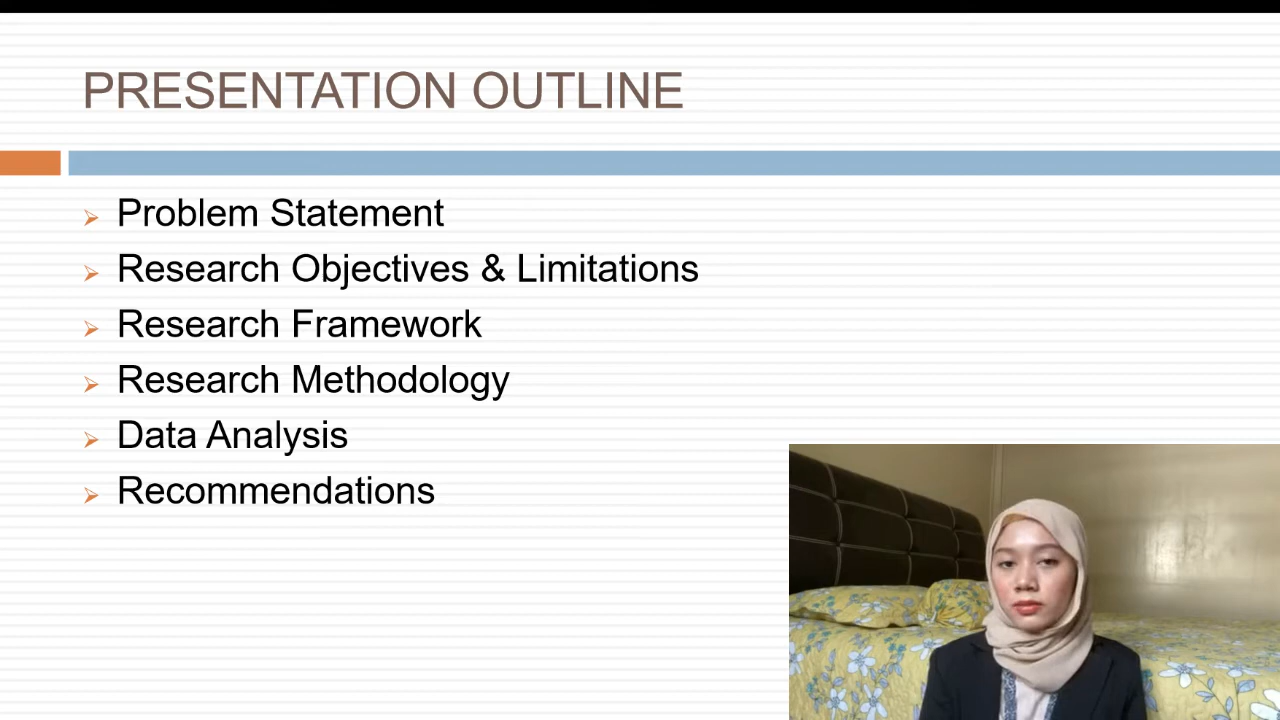 PRESENTATION OUTLINE
Problem Statement
Research Objectives & Limitations
Research Framework
Research Methodology
Data Analysis
Recommendations